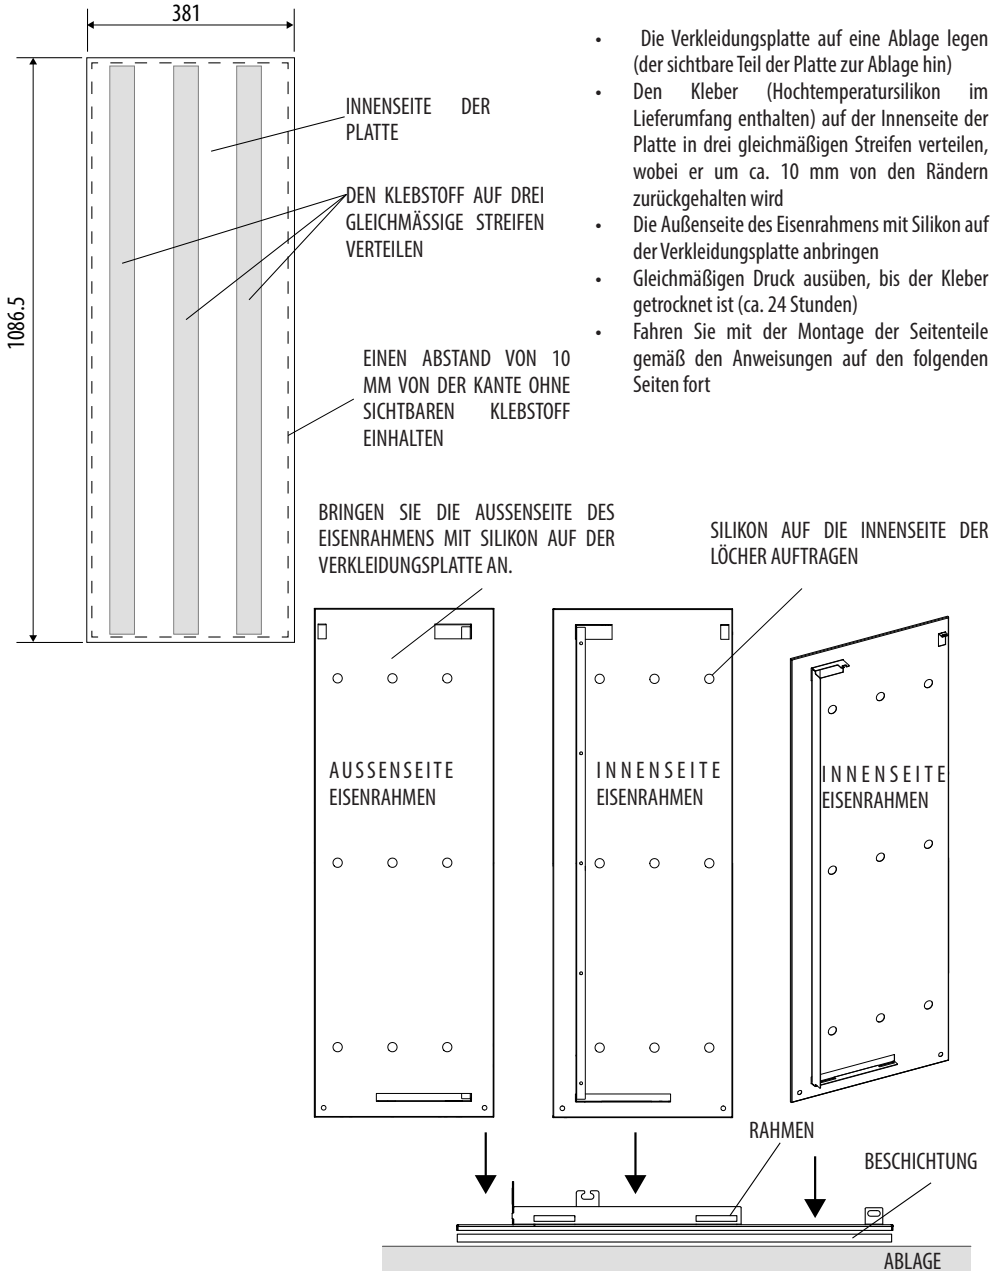 381
1086.5
INNENSEITE DER
PLATTE
DEN KLEBSTOFF AUF DREI
GLEICHMÄSSIGE STREIFEN
VERTEILEN
EINEN ABSTAND VON 10
MM VON DER KANTE OHNE
SICHTBAREN KLEBSTOFF
EINHALTEN
• Die Verkleidungsplatte auf eine Ablage legen
(der sichtbare Teil der Platte zur Ablage hin)
• Den Kleber (Hochtemperatursilikon im
Lieferumfang enthalten) auf der Innenseite der
Platte in drei gleichmäßigen Streifen verteilen,
wobei er um ca. 10 mm von den Rändern
zurückgehalten wird
• Die Außenseite des Eisenrahmens mit Silikon auf
der Verkleidungsplatte anbringen
• Gleichmäßigen Druck ausüben, bis der Kleber
getrocknet ist (ca. 24 Stunden)
• Fahren Sie mit der Montage der Seitenteile
gemäß den Anweisungen auf den folgenden
Seiten fort
BRINGEN SIE DIE AUSSENSEITE DES
EISENRAHMENS MIT SILIKON AUF DER
VERKLEIDUNGSPLATTE AN.
SILIKON AUF DIE INNENSEITE DER
LÖCHER AUFTRAGEN
AUSSENSEITE
EISENRAHMEN
INNENSEITE
EISENRAHMEN
INNENSEITE
EISENRAHMEN
RAHMEN
BESCHICHTUNG
ABLAGE